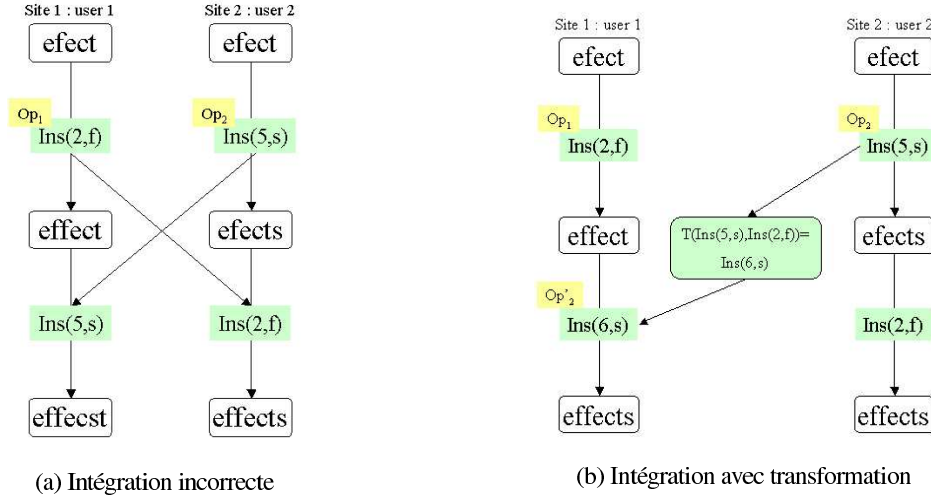 Site 1 : user 1
Site 2 : user 2
efect
efect
Op1
Ins(2,f)
Op2
Ins(5,s)
effect
efects
Ins(5,s)
Ins(2,f)
effecst
effects
(a) Intégration incorrecte
Site 1 : user 1
Site 2 : user 2
efect
efect
Op1
Ins(2,f)
Op2
Ins(5,s)
effect
T(Ins(5,s),Ins(2,f))=
Ins(6,s)
efects
Op'2
Ins(6,s)
Ins(2,f)
effects
effects
(b) Intégration avec transformation